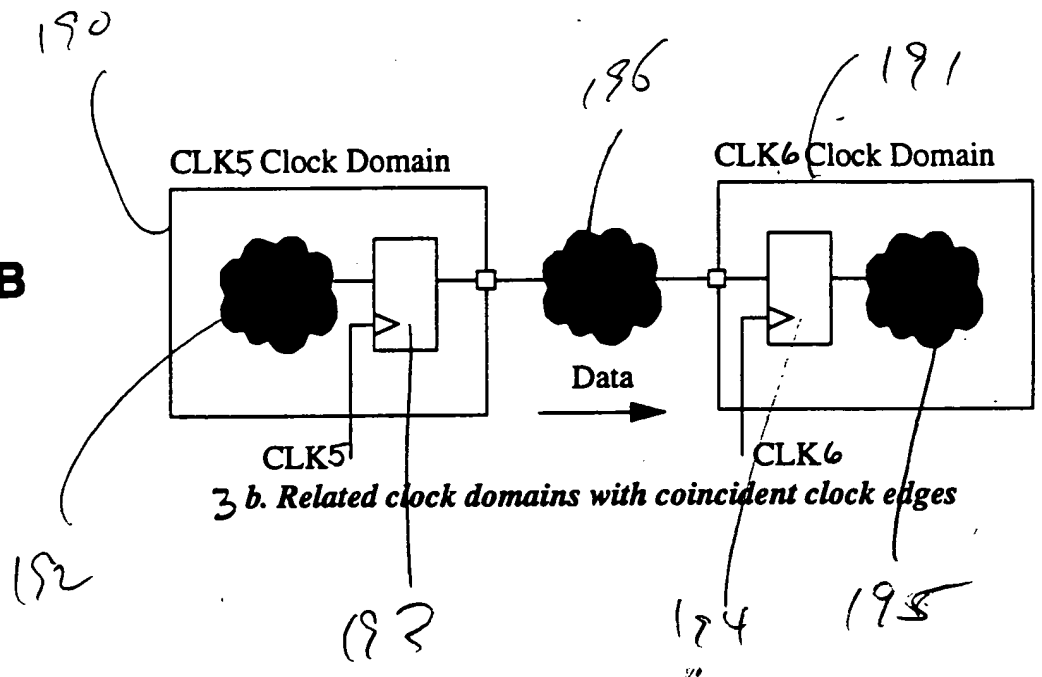 190
196
191
CLK5 Clock Domain
CLK6 Clock Domain
B
Data
CLK5
CLK6
3 b. Related clock domains with coincident clock edges
192
193
194
195